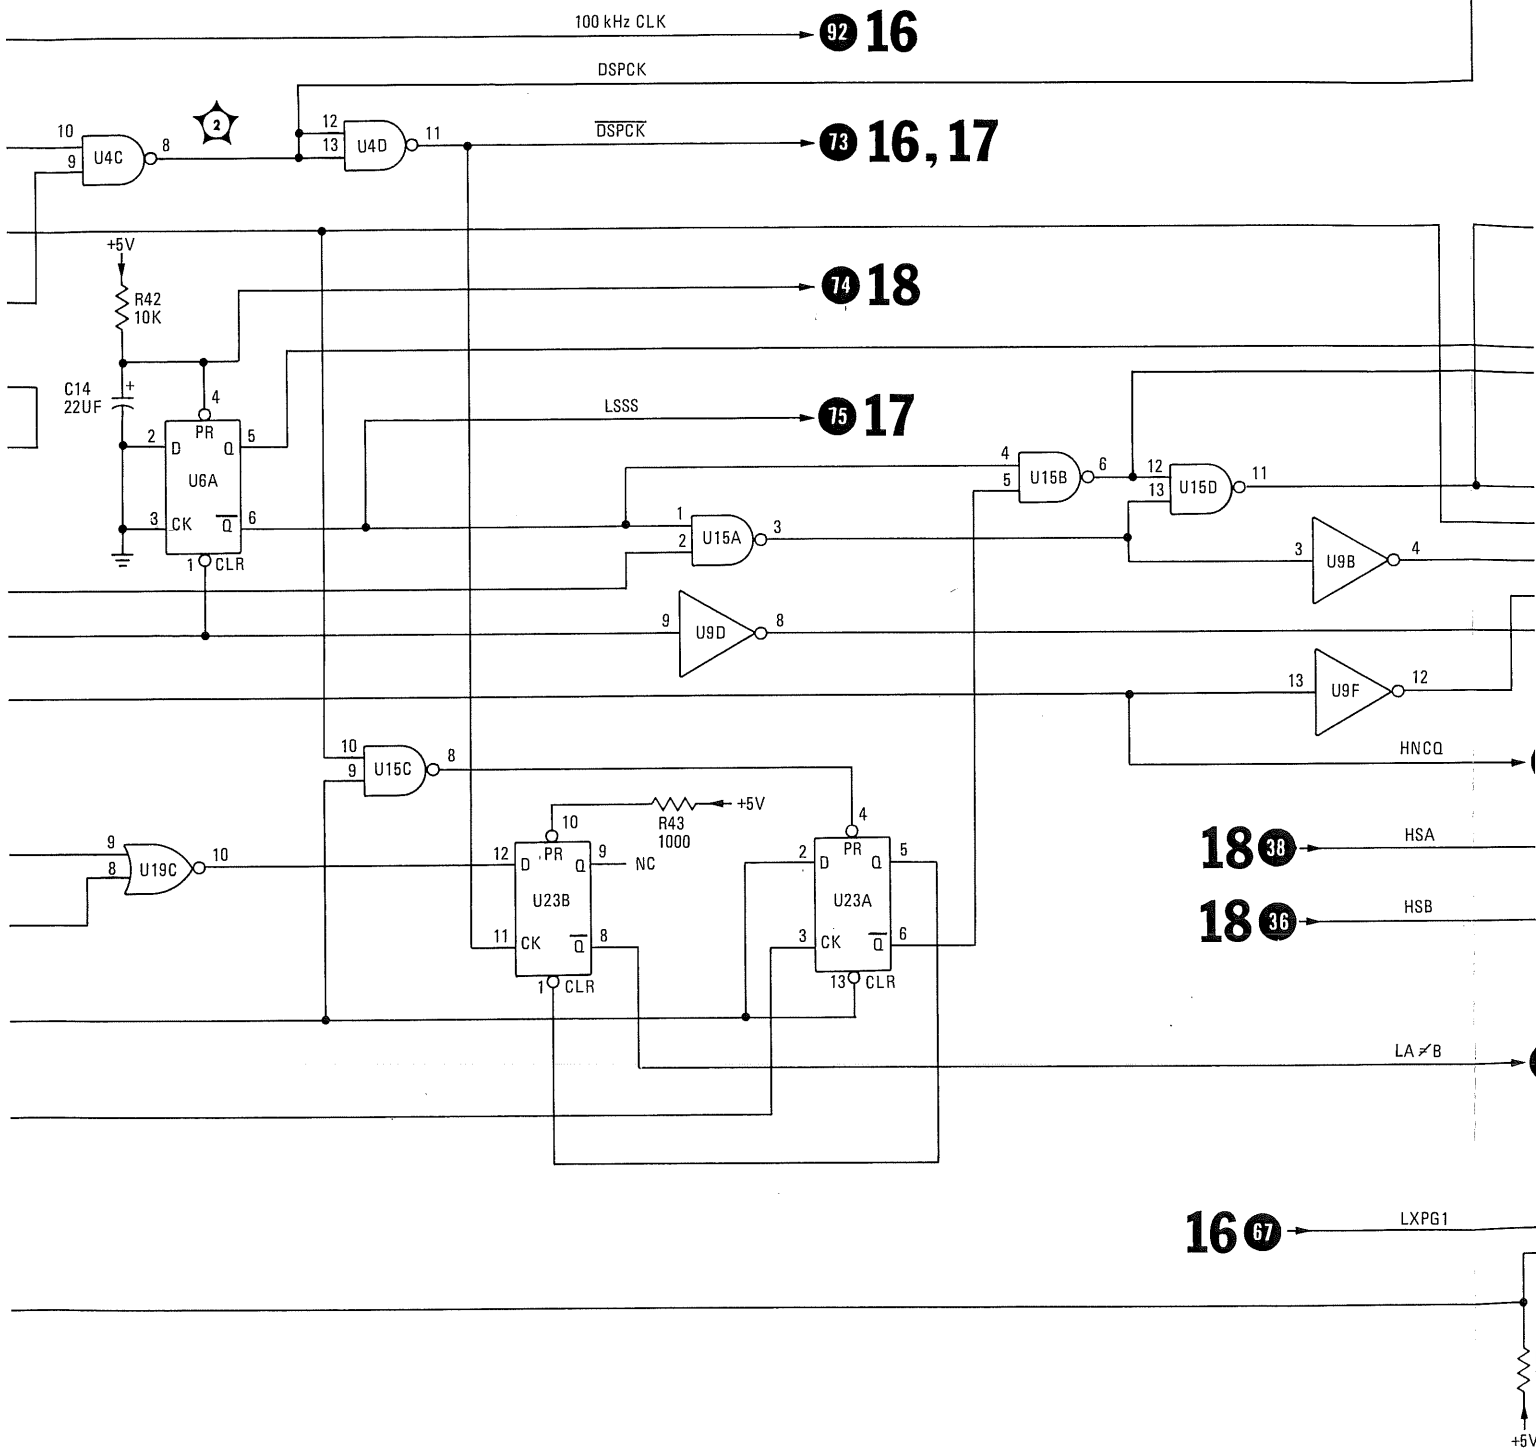 100 kHz CLK
92 16
DSPCK
2
10
9
U4C
8
12
13
U4D
11
DSPCK
73 16, 17
+5V
R42
10K
74 18
C14
22UF
+
4
PR
2
D
Q
5
U6A
3
CK
Q
6
1
CLR
LSSS
75 17
4
5
U15B
6
12
13
U15D
11
1
2
U15A
3
3
U9B
4
9
U9D
8
13
U9F
12
HNCQ
10
9
U15C
8
+5V
R43
1000
10
PR
12
D
Q
9
NC
U23B
11
CK
Q
8
1
CLR
4
PR
2
D
Q
5
U23A
3
CK
Q
6
13
CLR
9
8
U19C
10
18 38
HSA
18 36
HSB
LA≠B
16 67
LXPG1
+5V